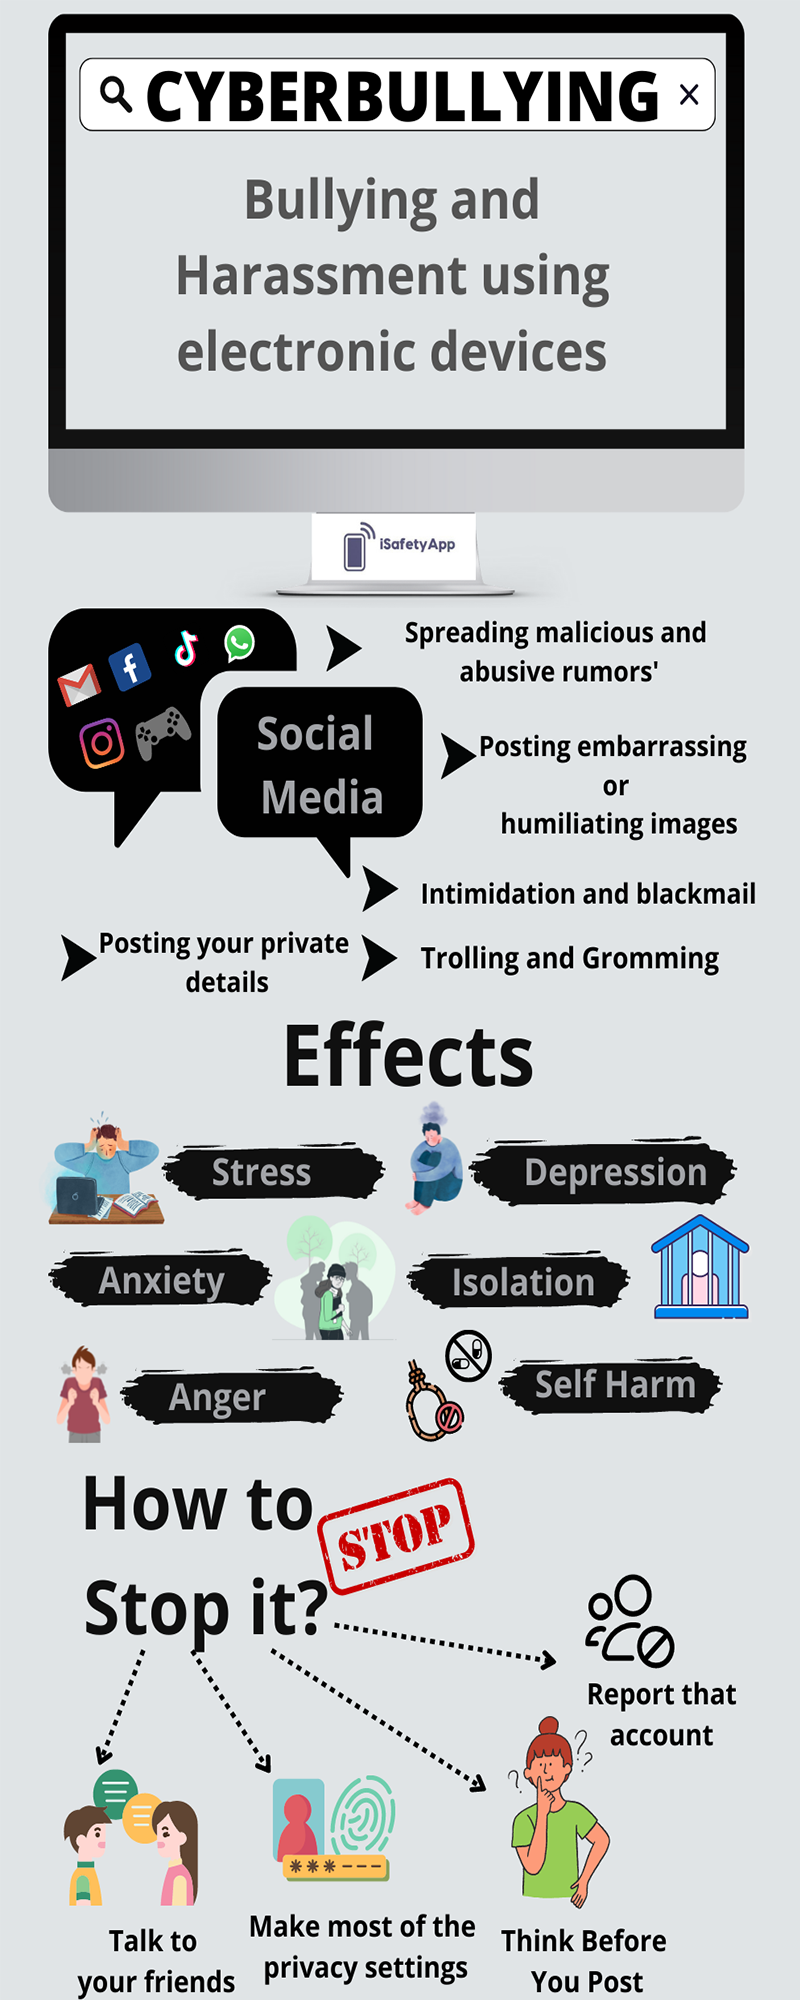 CYBERBULLYING
Bullying and
Harassment using
electronic devices
iSafetyApp
Spreading malicious and
abusive rumors'
Social
Media
Posting embarrassing
or
humiliating images
Intimidation and blackmail
Posting your private
details
Trolling and Gromming
Effects
Stress
Depression
Anxiety
Isolation
Anger
Self Harm
How to
STOP
Stop it?
Report that
account
Talk to
your friends
Make most of the
privacy settings
Think Before
You Post